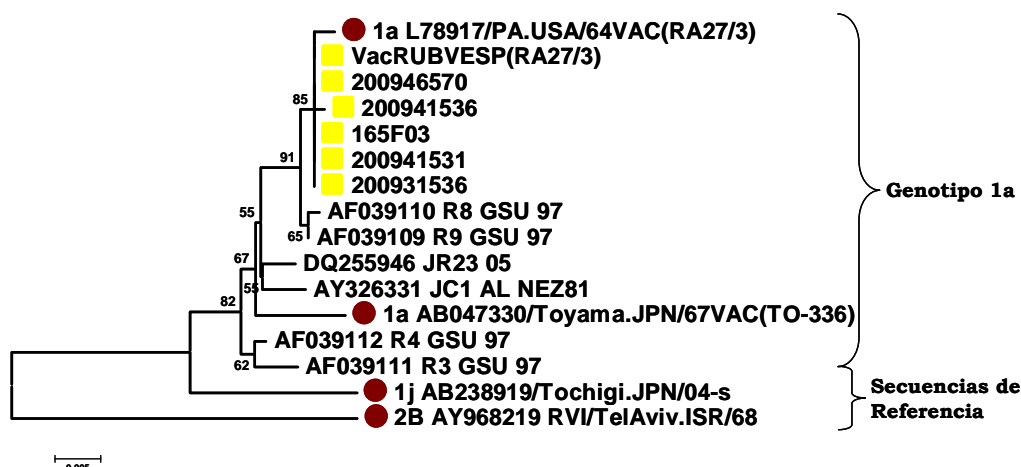 1a L78917/PA.USA/64VAC(RA27/3)
VacRUBVESP(RA27/3)
200946570
85
200941536
165F03
91
200941531
200931536
Genotipo 1a
55
AF039110 R8 GSU 97
65
AF039109 R9 GSU 97
67
DQ255946 JR23 05
55
AY326331 JC1 AL NEZ81
82
1a AB047330/Toyama.JPN/67VAC(TO-336)
AF039112 R4 GSU 97
62
AF039111 R3 GSU 97
1j AB238919/Tochigi.JPN/04-s
Secuencias de
Referencia
2B AY968219 RVI/TelAviv.ISR/68